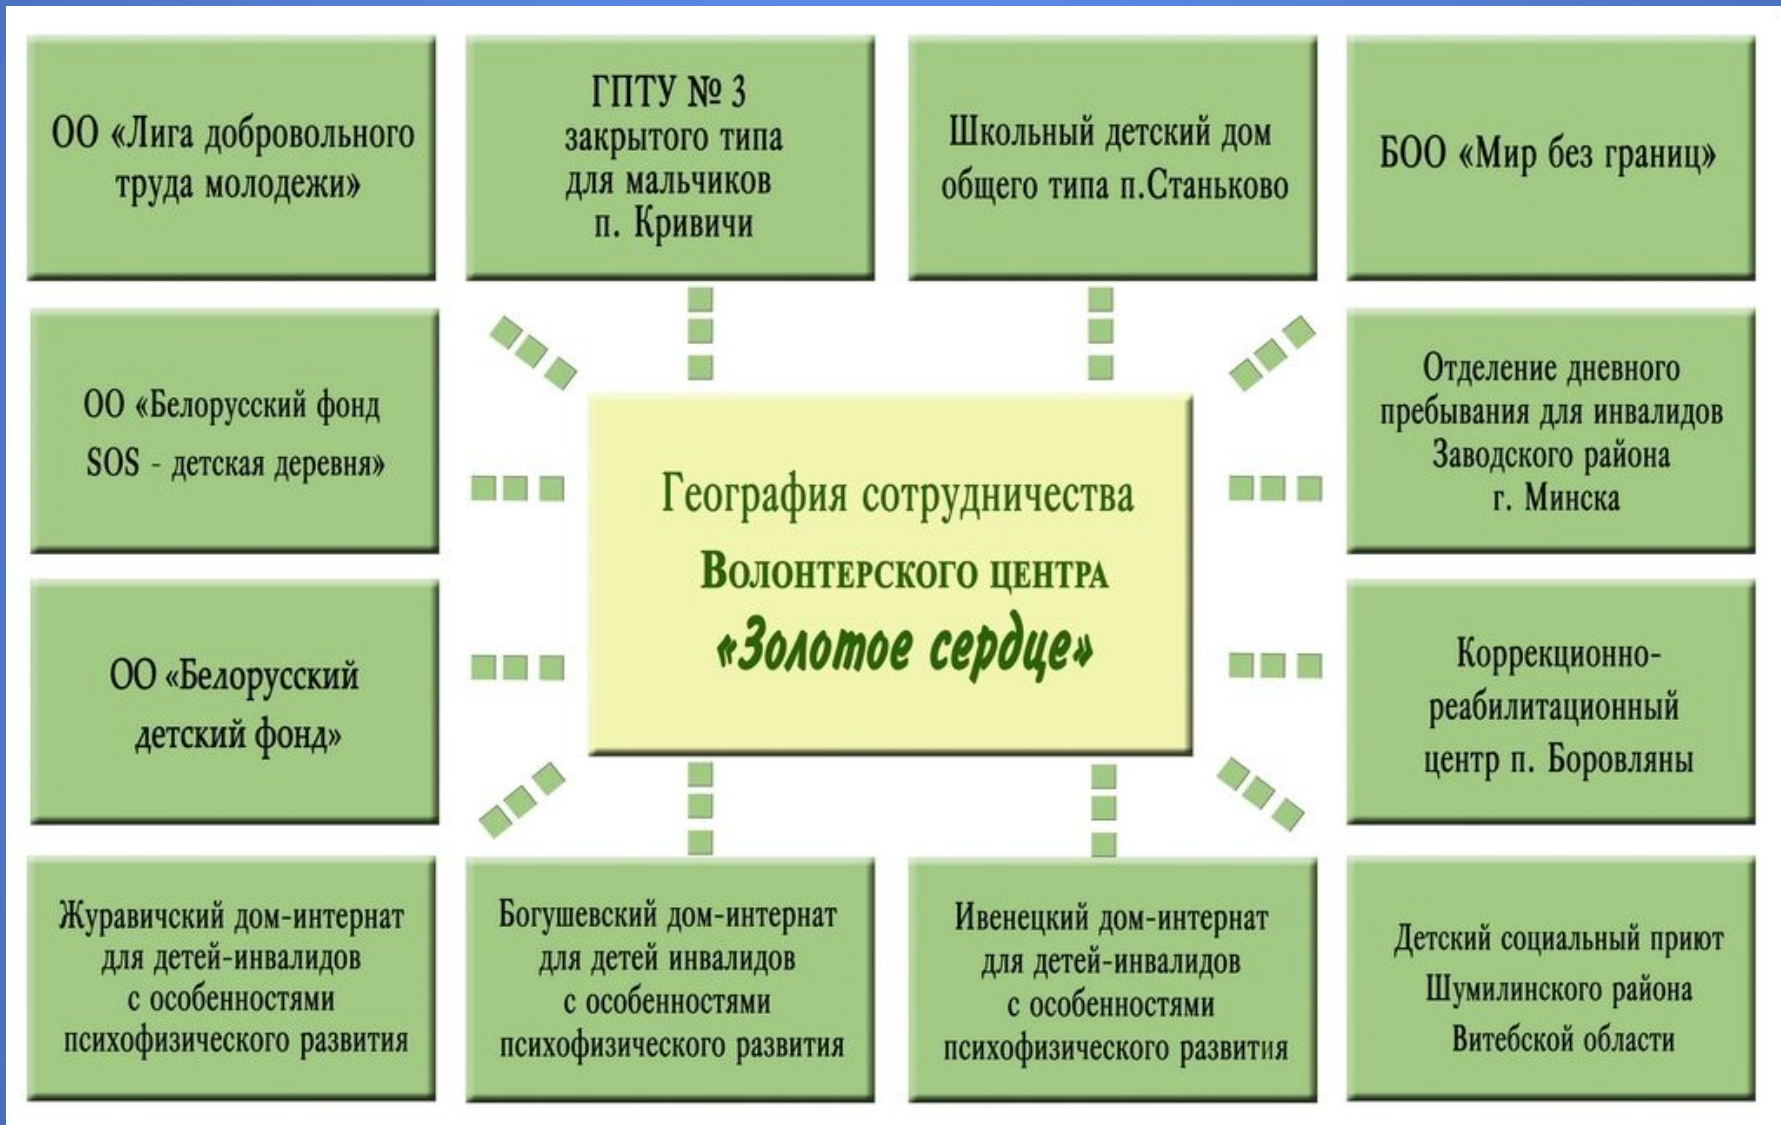 ОО «Лига добровольного
труда молодежи»
ГПТУ № 3
закрытого типа
для мальчиков
п. Кривичи
Школьный детский дом
общего типа п.Станьково
БОО «Мир без границ»
ОО «Белорусский фонд
SOS - детская деревня»
География сотрудничества
Волонтерского центра
«Золотое сердце»
Отделение дневного
пребывания для инвалидов
Заводского района
г. Минска
ОО «Белорусский
детский фонд»
Коррекционно-
реабилитационный
центр п. Боровляны
Журавичский дом-интернат
для детей-инвалидов
с особенностями
психофизического развития
Богушевский дом-интернат
для детей инвалидов
с особенностями
психофизического развития
Ивенецкий дом-интернат
для детей-инвалидов
с особенностями
психофизического развития
Детский социальный приют
Шумилинского района
Витебской области